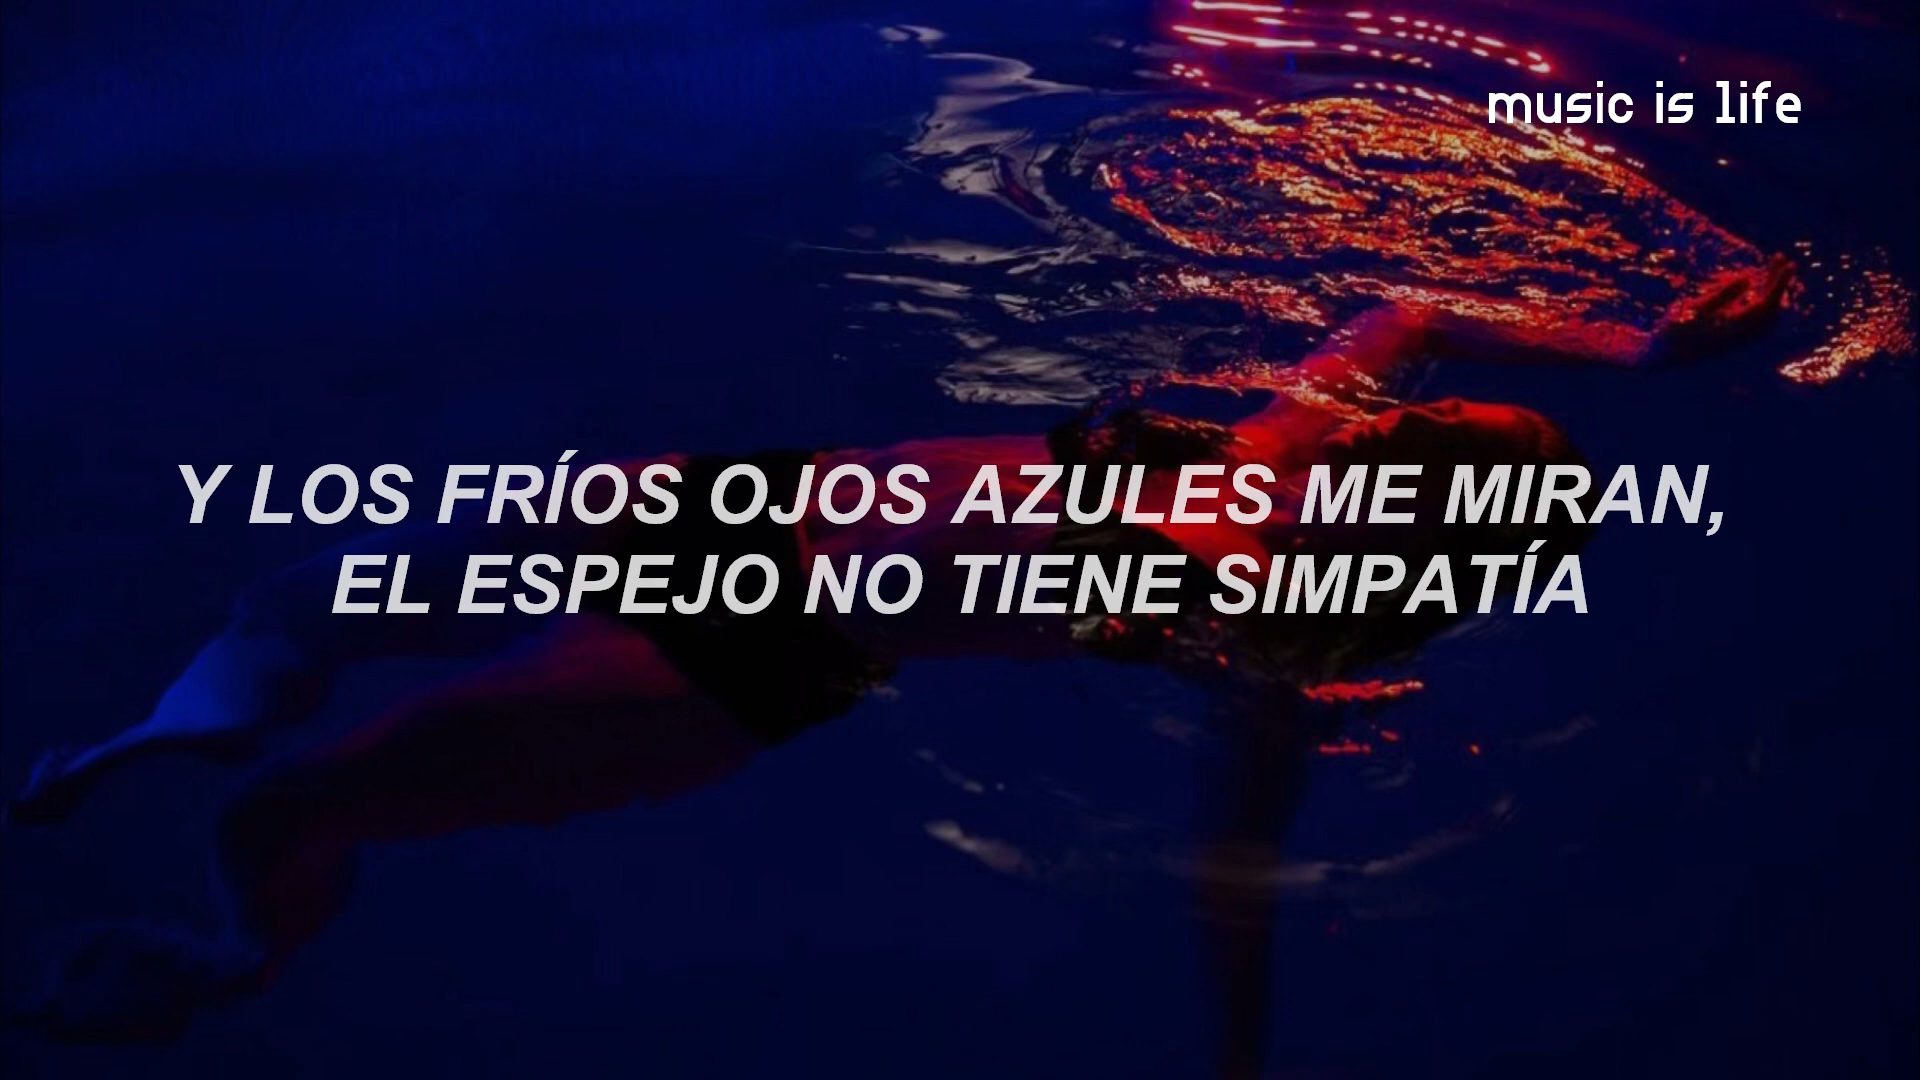 music is life
Y LOS FRÍOS OJOS AZULES ME MIRAN,
EL ESPEJO NO TIENE SIMPATÍA